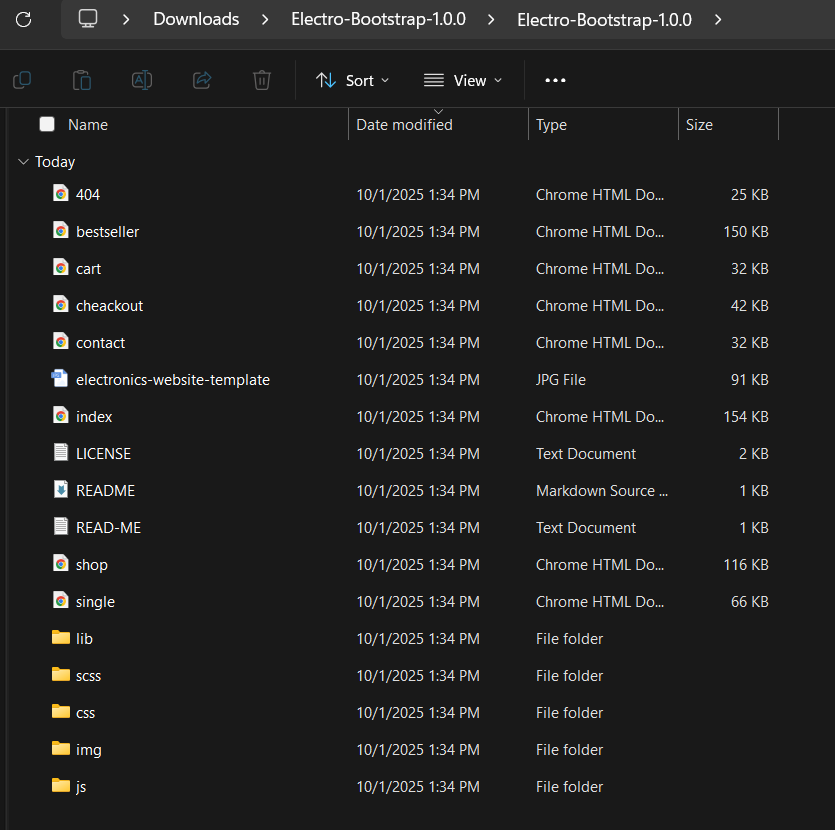 Downloads > Electro-Bootstrap-1.0.0 > Electro-Bootstrap-1.0.0 >
Sort View
Name Date modified Type Size
Today
404 10/1/2025 1:34 PM Chrome HTML Do... 25 KB
bestseller 10/1/2025 1:34 PM Chrome HTML Do... 150 KB
cart 10/1/2025 1:34 PM Chrome HTML Do... 32 KB
cheackout 10/1/2025 1:34 PM Chrome HTML Do... 42 KB
contact 10/1/2025 1:34 PM Chrome HTML Do... 32 KB
electronics-website-template 10/1/2025 1:34 PM JPG File 91 KB
index 10/1/2025 1:34 PM Chrome HTML Do... 154 KB
LICENSE 10/1/2025 1:34 PM Text Document 2 KB
README 10/1/2025 1:34 PM Markdown Source ... 1 KB
READ-ME 10/1/2025 1:34 PM Text Document 1 KB
shop 10/1/2025 1:34 PM Chrome HTML Do... 116 KB
single 10/1/2025 1:34 PM Chrome HTML Do... 66 KB
lib 10/1/2025 1:34 PM File folder
scss 10/1/2025 1:34 PM File folder
css 10/1/2025 1:34 PM File folder
img 10/1/2025 1:34 PM File folder
js 10/1/2025 1:34 PM File folder